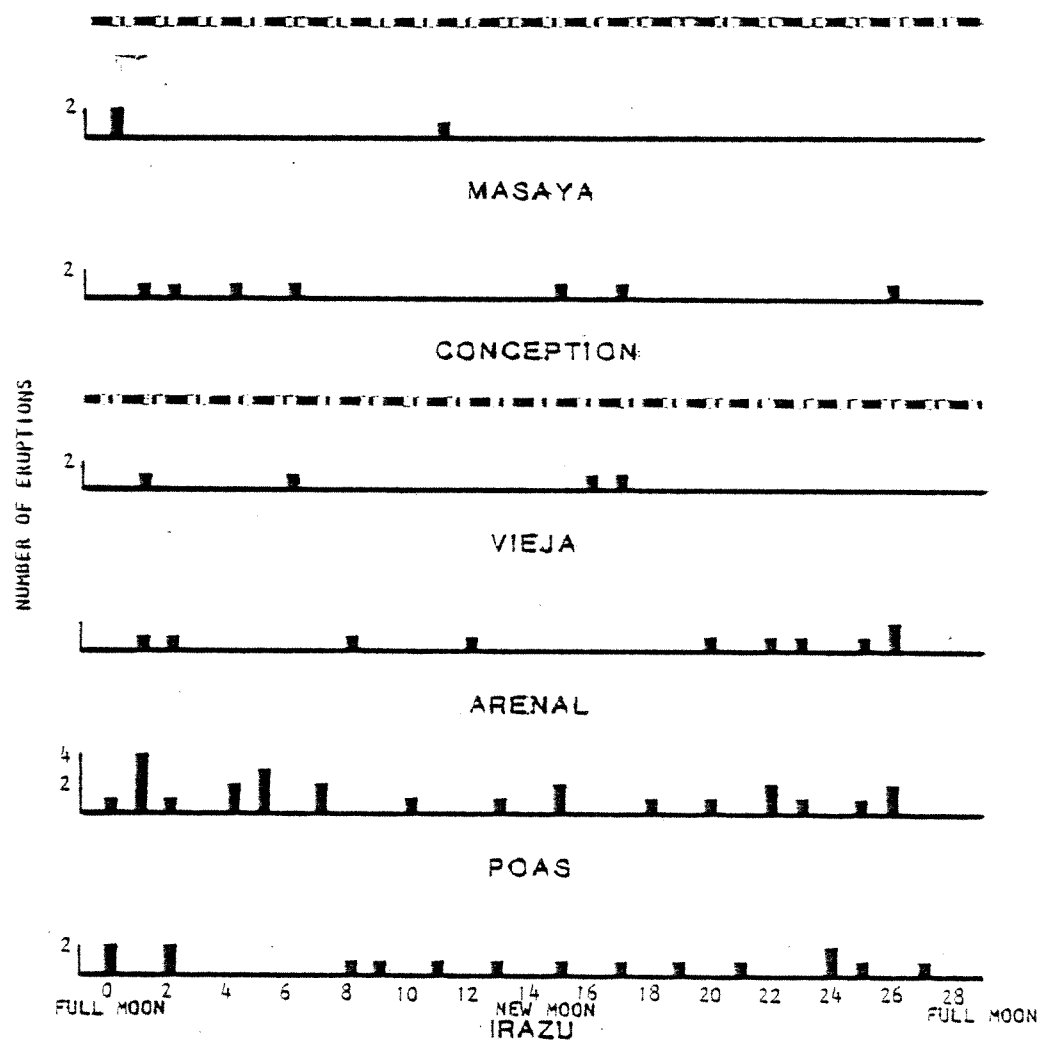 2
MASAYA
2
CONCEPTION
NUMBER OF ERUPTIONS
2
VIEJA
ARENAL
4
2
POAS
2
0 2 4 6 8 10 12 14 16 18 20 22 24 26 28
FULL MOON NEW MOON FULL MOON
IRAZU